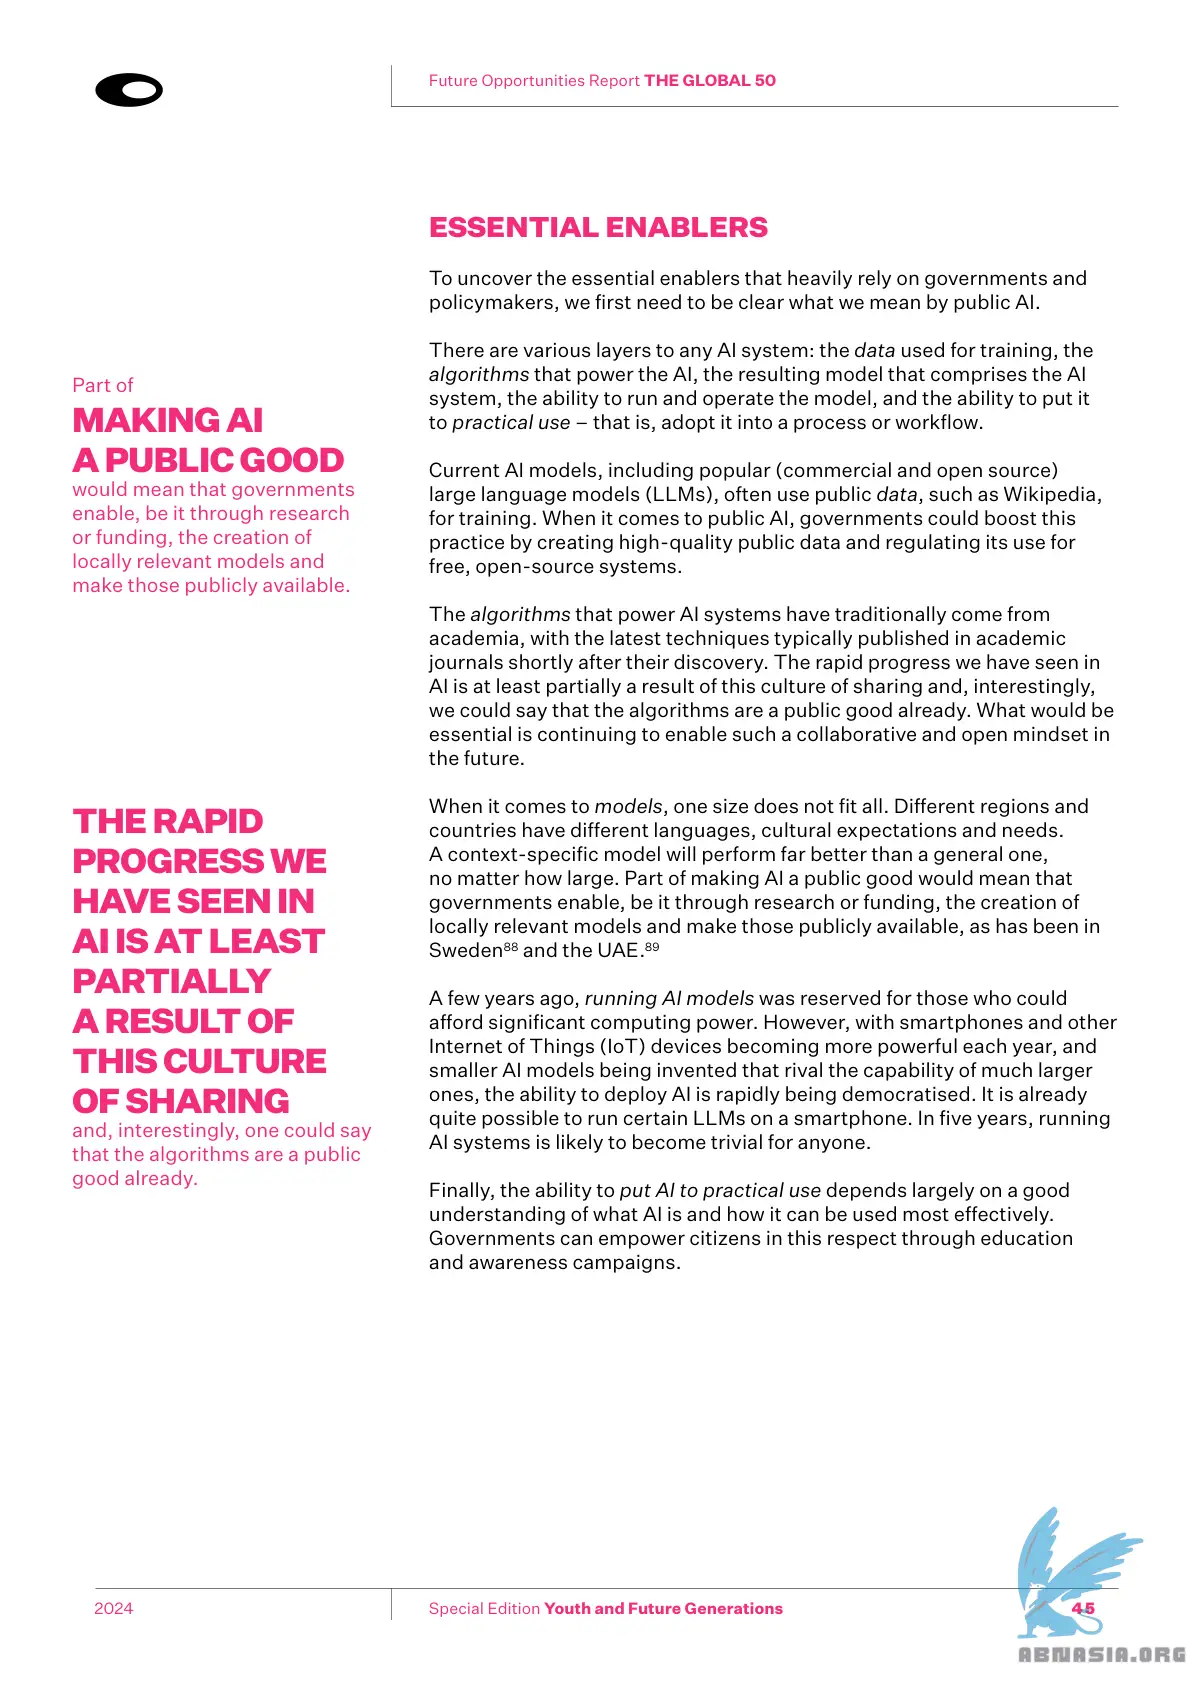 Future Opportunities Report THE GLOBAL 50
Part of
MAKING AI
A PUBLIC GOOD
would mean that governments
enable, be it through research
or funding, the creation of
locally relevant models and
make those publicly available.
THE RAPID
PROGRESS WE
HAVE SEEN IN
AI IS AT LEAST
PARTIALLY
A RESULT OF
THIS CULTURE
OF SHARING
and, interestingly, one could say
that the algorithms are a public
good already.
ESSENTIAL ENABLERS
To uncover the essential enablers that heavily rely on governments and
policymakers, we first need to be clear what we mean by public AI.
There are various layers to any AI system: the data used for training, the
algorithms that power the AI, the resulting model that comprises the AI
system, the ability to run and operate the model, and the ability to put it
to practical use – that is, adopt it into a process or workflow.
Current AI models, including popular (commercial and open source)
large language models (LLMs), often use public data, such as Wikipedia,
for training. When it comes to public AI, governments could boost this
practice by creating high-quality public data and regulating its use for
free, open-source systems.
The algorithms that power AI systems have traditionally come from
academia, with the latest techniques typically published in academic
journals shortly after their discovery. The rapid progress we have seen in
AI is at least partially a result of this culture of sharing and, interestingly,
we could say that the algorithms are a public good already. What would be
essential is continuing to enable such a collaborative and open mindset in
the future.
When it comes to models, one size does not fit all. Different regions and
countries have different languages, cultural expectations and needs.
A context-specific model will perform far better than a general one,
no matter how large. Part of making AI a public good would mean that
governments enable, be it through research or funding, the creation of
locally relevant models and make those publicly available, as has been in
Sweden⁸⁸ and the UAE.⁸⁹
A few years ago, running AI models was reserved for those who could
afford significant computing power. However, with smartphones and other
Internet of Things (IoT) devices becoming more powerful each year, and
smaller AI models being invented that rival the capability of much larger
ones, the ability to deploy AI is rapidly being democratised. It is already
quite possible to run certain LLMs on a smartphone. In five years, running
AI systems is likely to become trivial for anyone.
Finally, the ability to put AI to practical use depends largely on a good
understanding of what AI is and how it can be used most effectively.
Governments can empower citizens in this respect through education
and awareness campaigns.
2024
Special Edition Youth and Future Generations
45
ABNASIA.ORG